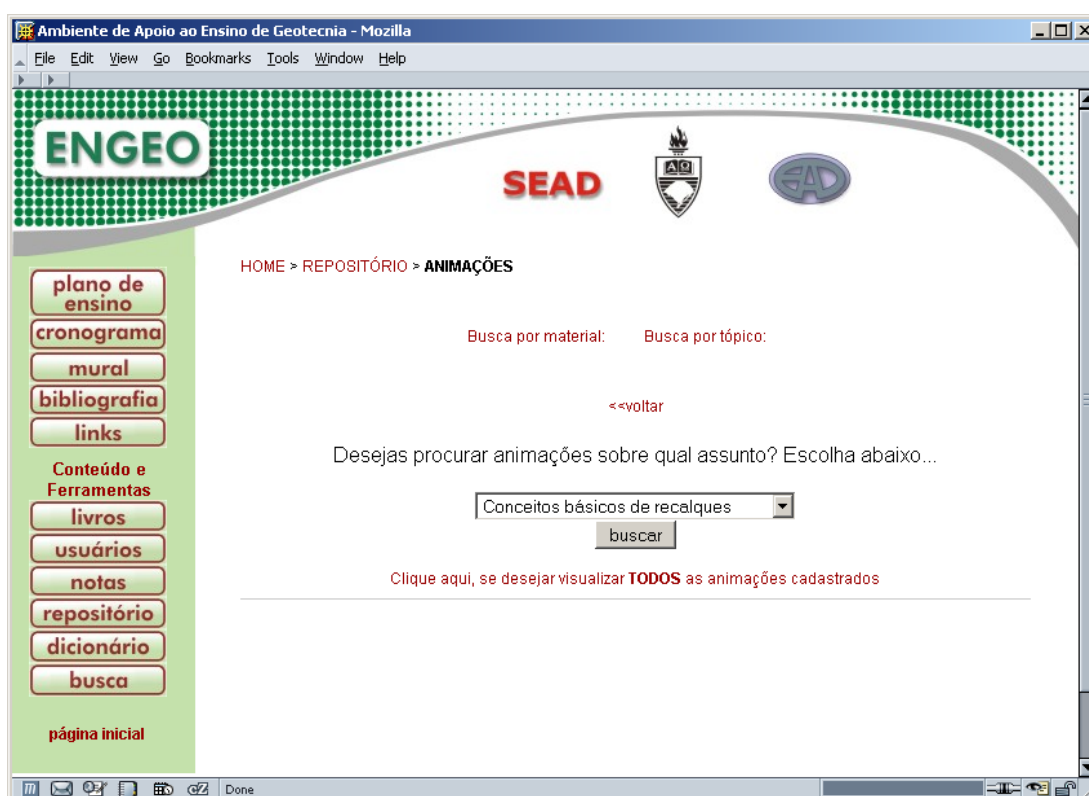 Ambiente de Apoio ao Ensino de Geotecnia - Mozilla
File Edit View Go Bookmarks Tools Window Help
ENGEO
SEAD
ΑΩ
EAD
HOME > REPOSITÓRIO > ANIMAÇÕES
Busca por material: Busca por tópico:
<<voltar
Desejas procurar animações sobre qual assunto? Escolha abaixo...
Conceitos básicos de recalques
buscar
Clique aqui, se desejar visualizar TODOS as animações cadastrados
plano de
ensino
cronograma
mural
bibliografia
links
Conteúdo e
Ferramentas
livros
usuários
notas
repositório
dicionário
busca
página inicial
Done